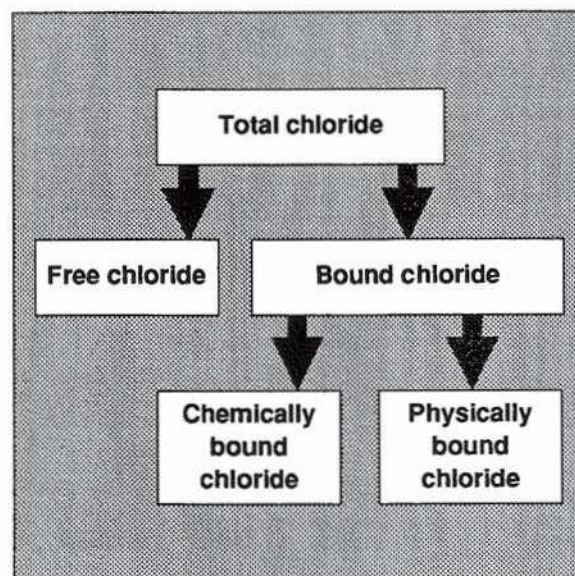 Total chloride
Free chloride
Bound chloride
Chemically
bound
chloride
Physically
bound
chloride